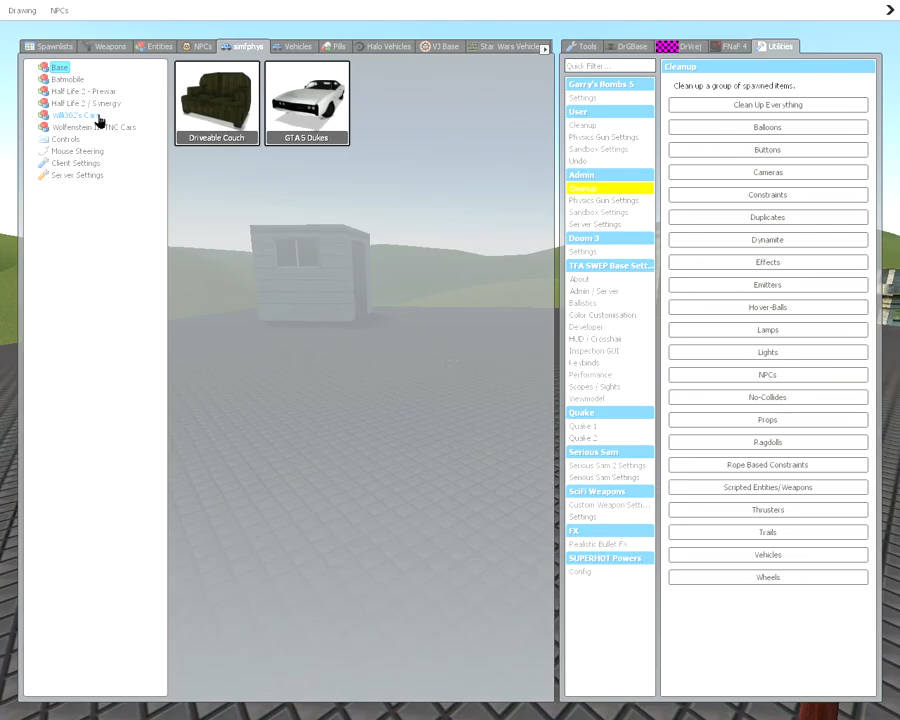 Drawing NPCs
Spawnlists Weapons Entities NPCs simfphys Vehicles Pills Halo Vehicles VJ Base Star Wars Vehicle
Tools DrGBase DrWej FNaF 4 Utilities
Base
Batmobile
Half Life 2 - Prewar
Half Life 2 / Synergy
Controls
Mouse Steering
Client Settings
Server Settings
Driveable Couch
GTA 5 Dukes
Quick Filter...
Garry's Bombs 5
Settings
User
Cleanup
Physics Gun Settings
Sandbox Settings
Undo
Admin
Cleanup
Physics Gun Settings
Sandbox Settings
Server Settings
Doom 3
Settings
TFA SWEP Base Sett...
About
Admin / Server
Ballistics
Color Customisation
Developer
HUD / Crosshair
Inspection GUI
Keybinds
Performance
Scopes / Sights
Viewmodel
Quake
Quake 1
Quake 2
Serious Sam
Serious Sam 2 Settings
Serious Sam Settings
SciFi Weapons
Custom Weapon Setti...
Settings
FX
Realistic Bullet FX
SUPERHOT Powers
Config
Cleanup
Clean up a group of spawned items.
Clean Up Everything
Balloons
Buttons
Cameras
Constraints
Duplicates
Dynamite
Effects
Emitters
Hover-Balls
Lamps
Lights
NPCs
No-Collides
Props
Ragdolls
Rope Based Constraints
Scripted Entities/Weapons
Thrusters
Trails
Vehicles
Wheels